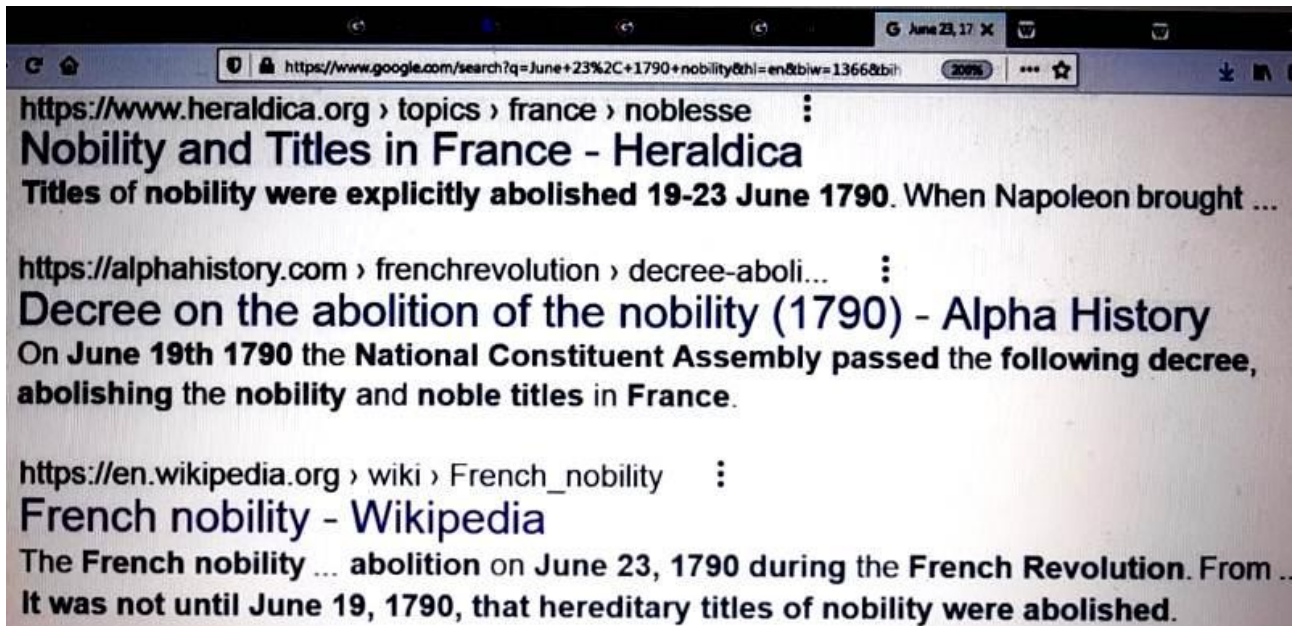 G June 23, 17 ×
https://www.google.com/search?q=June+23%2C+1790+nobility&hl=en&biw=1366&bih 200% ...
https://www.heraldica.org › topics › france › noblesse
Nobility and Titles in France - Heraldica
Titles of nobility were explicitly abolished 19-23 June 1790. When Napoleon brought ...
https://alphahistory.com › frenchrevolution › decree-aboli...
Decree on the abolition of the nobility (1790) - Alpha History
On June 19th 1790 the National Constituent Assembly passed the following decree,
abolishing the nobility and noble titles in France.
https://en.wikipedia.org › wiki › French_nobility
French nobility - Wikipedia
The French nobility ... abolition on June 23, 1790 during the French Revolution. From ..
It was not until June 19, 1790, that hereditary titles of nobility were abolished.